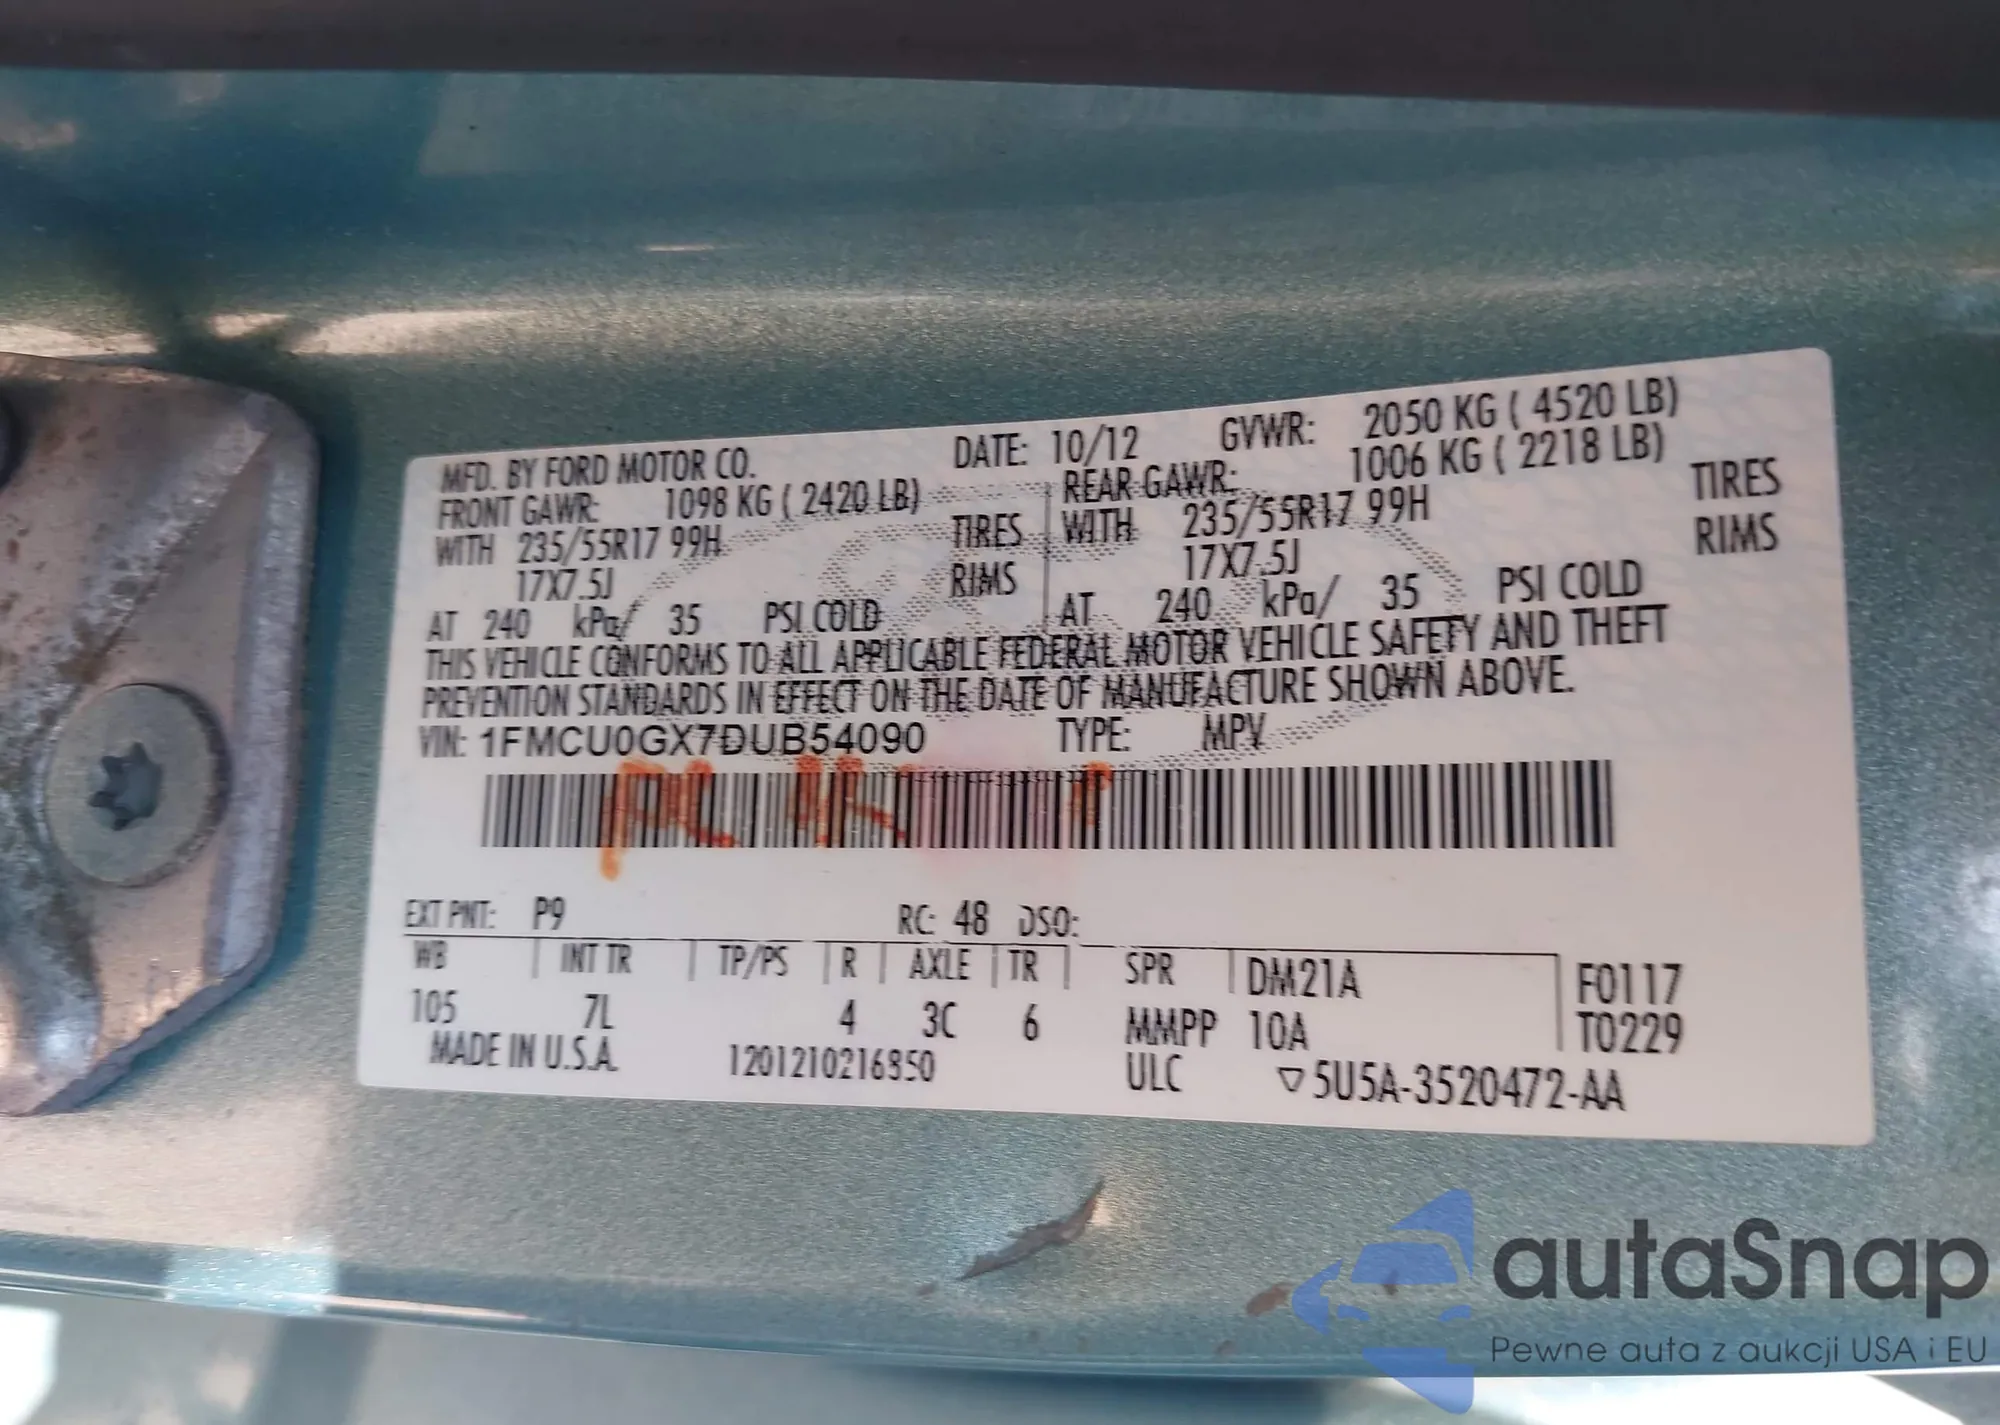 MFD. BY FORD MOTOR CO. DATE: 10/12 GVWR: 2050 KG ( 4520 LB)
FRONT GAWR: 1098 KG ( 2420 LB) REAR GAWR: 1006 KG ( 2218 LB)
WITH 235/55R17 99H TIRES WITH 235/55R17 99H TIRES
17X7.5J RIMS 17X7.5J RIMS
AT 240 kPa/ 35 PSI COLD AT 240 kPa/ 35 PSI COLD
THIS VEHICLE CONFORMS TO ALL APPLICABLE FEDERAL MOTOR VEHICLE SAFETY AND THEFT
PREVENTION STANDARDS IN EFFECT ON THE DATE OF MANUFACTURE SHOWN ABOVE.
VIN: 1FMCU0GX7DUB54090 TYPE: MPV
EXT PNT: P9 RC: 48 DSO:
WB INT TR TP/PS R AXLE TR SPR DM21A F0117
105 7L 4 3C 6 MMPP 10A T0229
MADE IN U.S.A. 1201210216850 ULC ▽5U5A-3520472-AA
autaSnap
Pewne auta z aukcji USA i EU